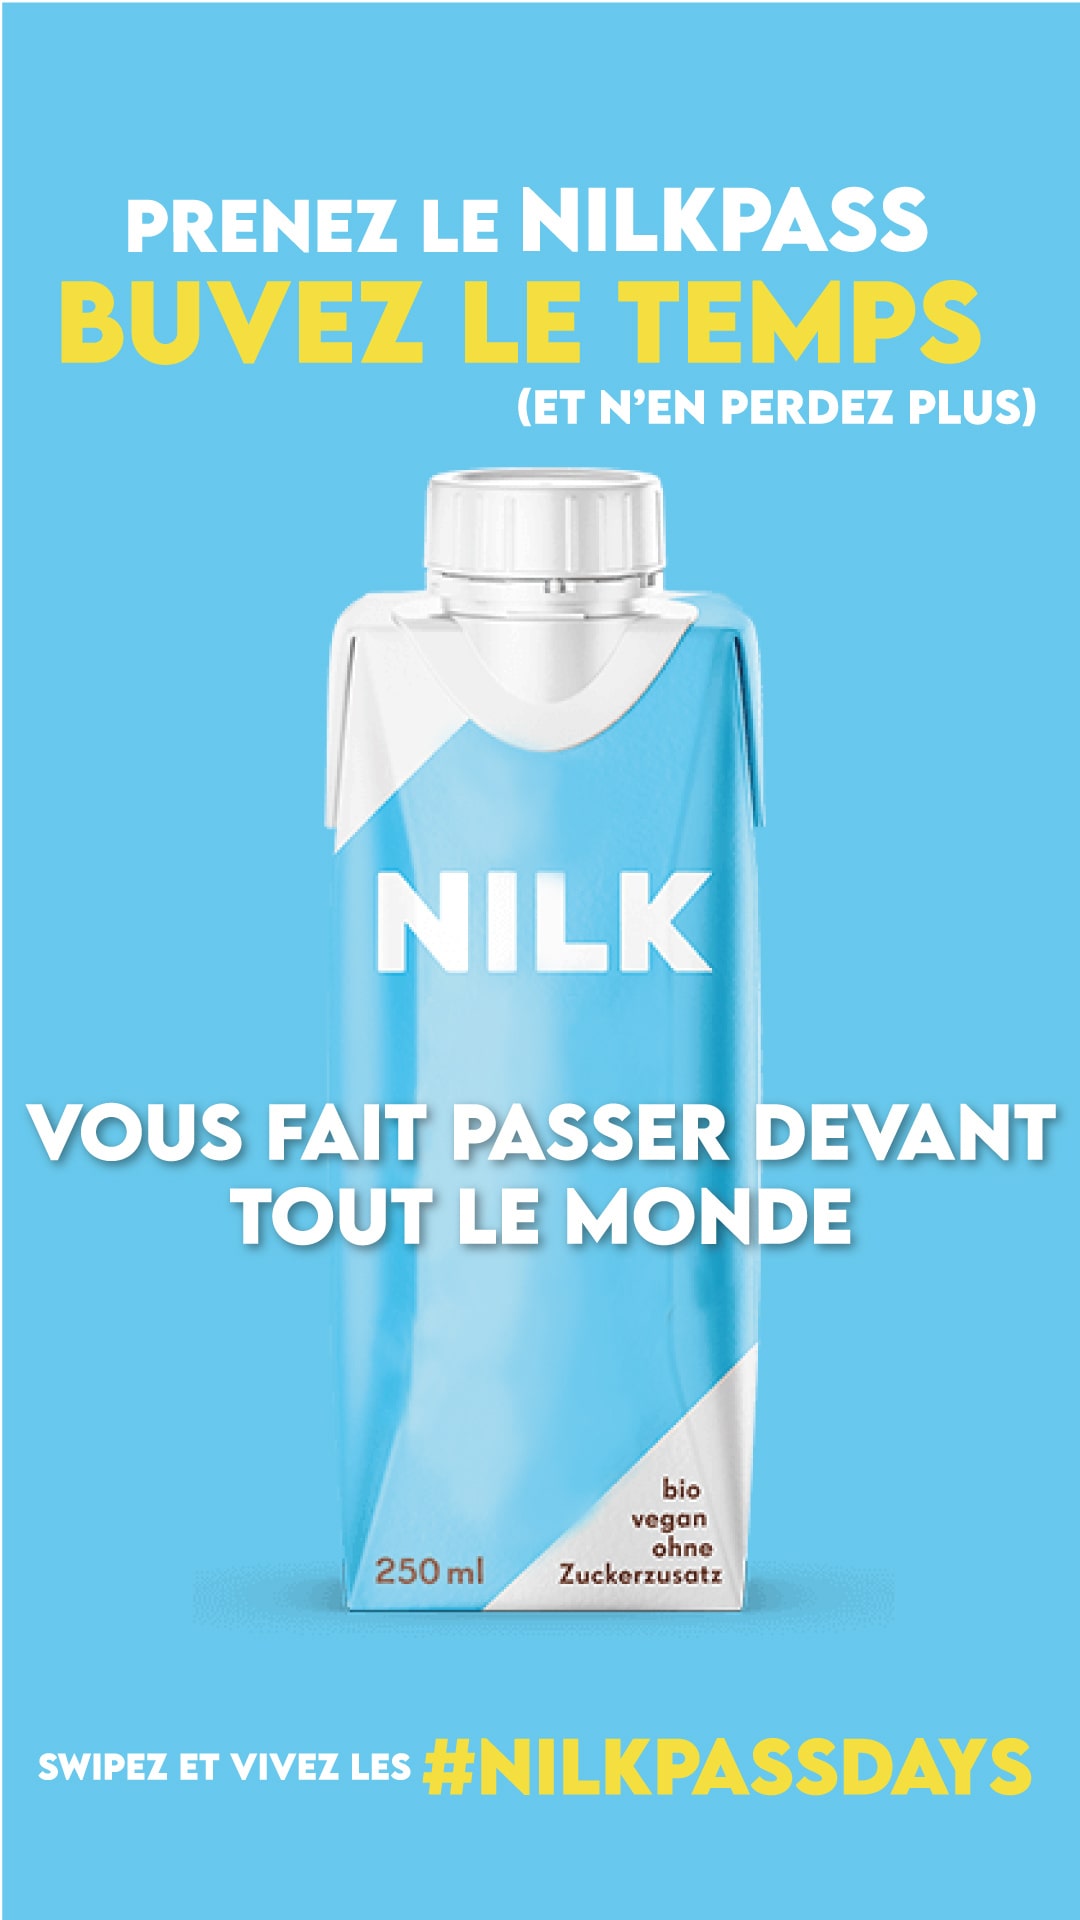 PRENEZ LE NILKPASS
BUVEZ LE TEMPS
(ET N'EN PERDEZ PLUS)
NILK
VOUS FAIT PASSER DEVANT
TOUT LE MONDE
bio
vegan
ohne
Zuckerzusatz
250 ml
SWIPEZ ET VIVEZ LES #NILKPASSDAYS